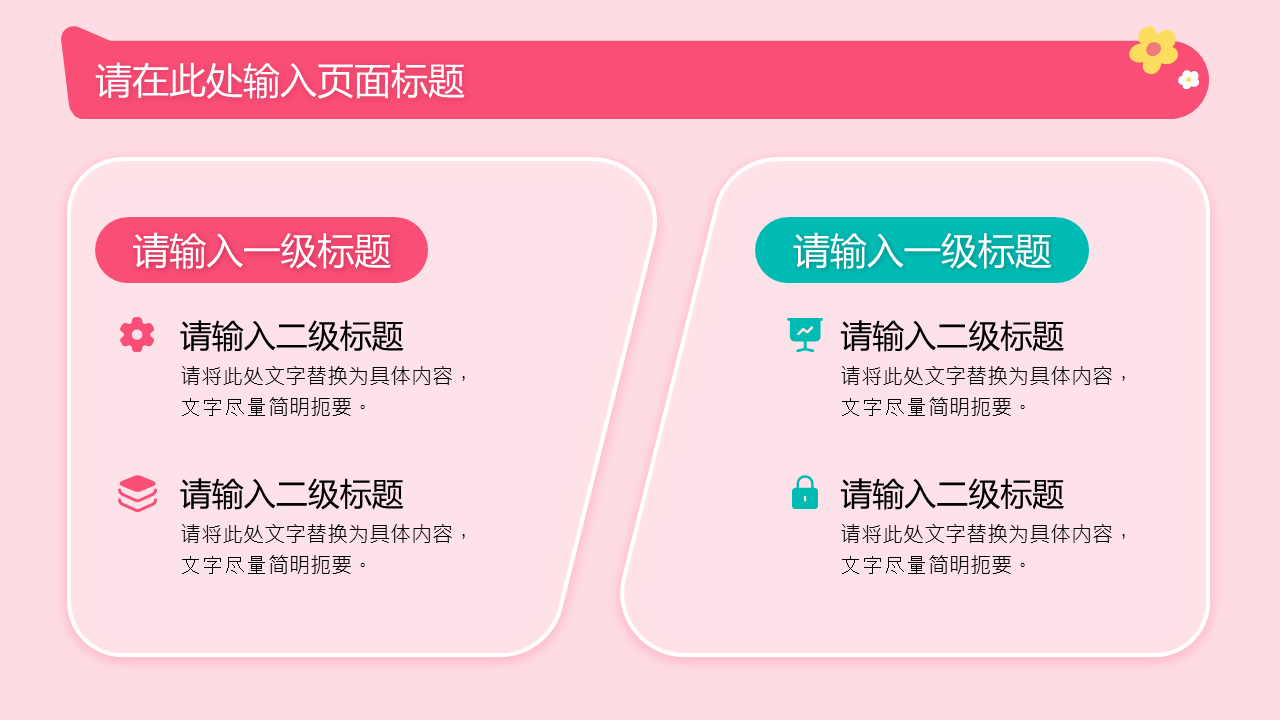 请在此处输入页面标题
请输入一级标题
请输入二级标题
请将此处文字替换为具体内容，
文字尽量简明扼要。
请输入二级标题
请将此处文字替换为具体内容，
文字尽量简明扼要。
请输入一级标题
请输入二级标题
请将此处文字替换为具体内容，
文字尽量简明扼要。
请输入二级标题
请将此处文字替换为具体内容，
文字尽量简明扼要。